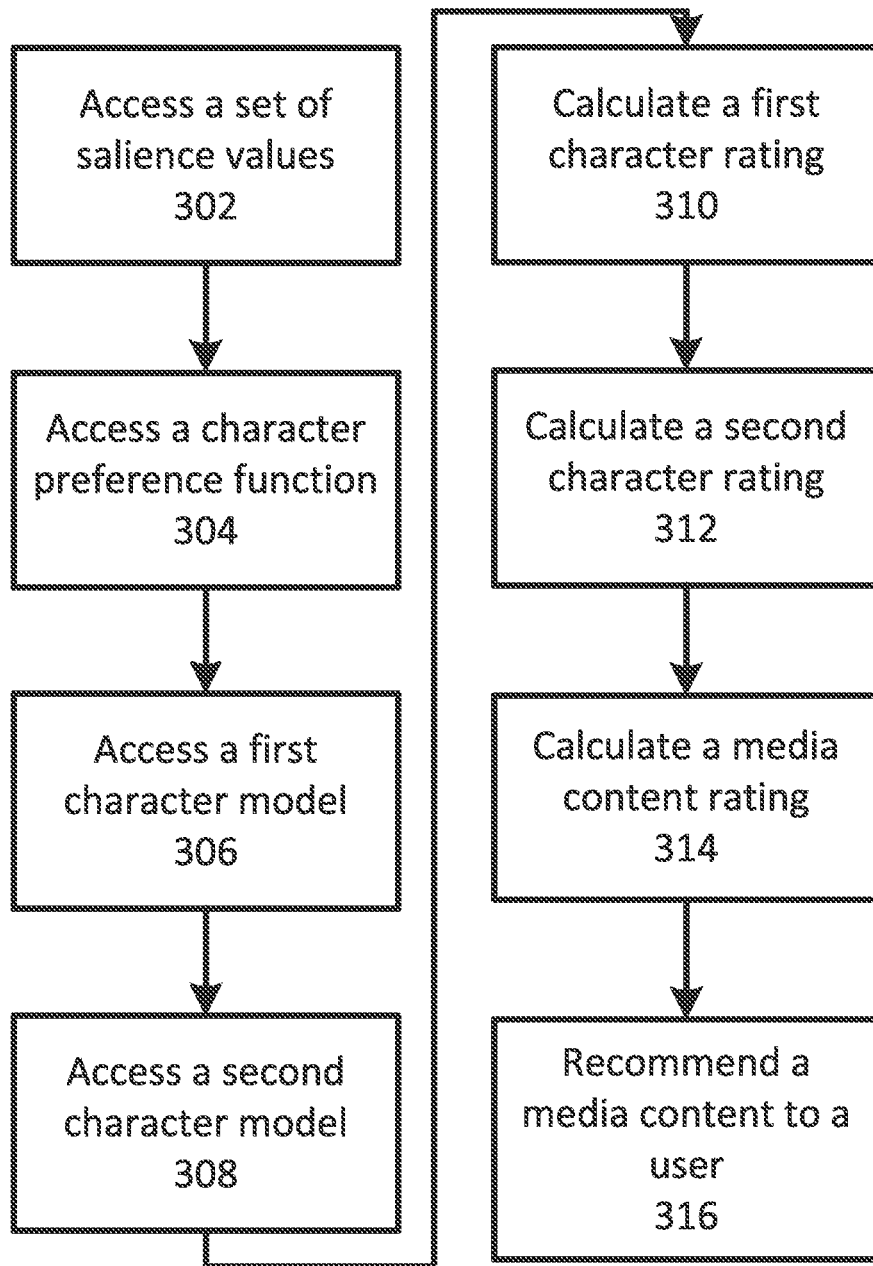 Access a set of
salience values
302
Access a character
preference function
304
Access a first
character model
306
Access a second
character model
308
Calculate a first
character rating
310
Calculate a second
character rating
312
Calculate a media
content rating
314
Recommend a
media content to a
user
316